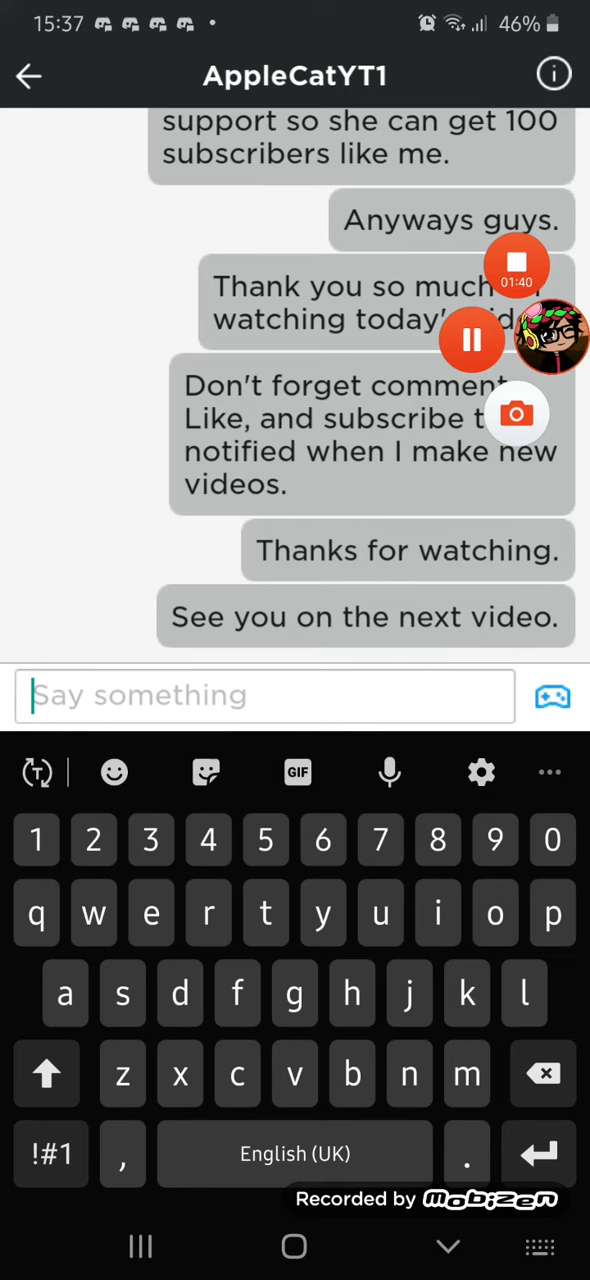 15:37
46%
AppleCatYT1
support so she can get 100
subscribers like me.
Anyways guys.
Thank you so much
watching today'
01:40
Don't forget comment
Like, and subscribe
notified when I make new
videos.
Thanks for watching.
See you on the next video.
Say something
T
GIF
1 2 3 4 5 6 7 8 9 0
q w e r t y u i o p
a s d f g h j k l
z x c v b n m
!#1 , English (UK) .
Recorded by mobizen